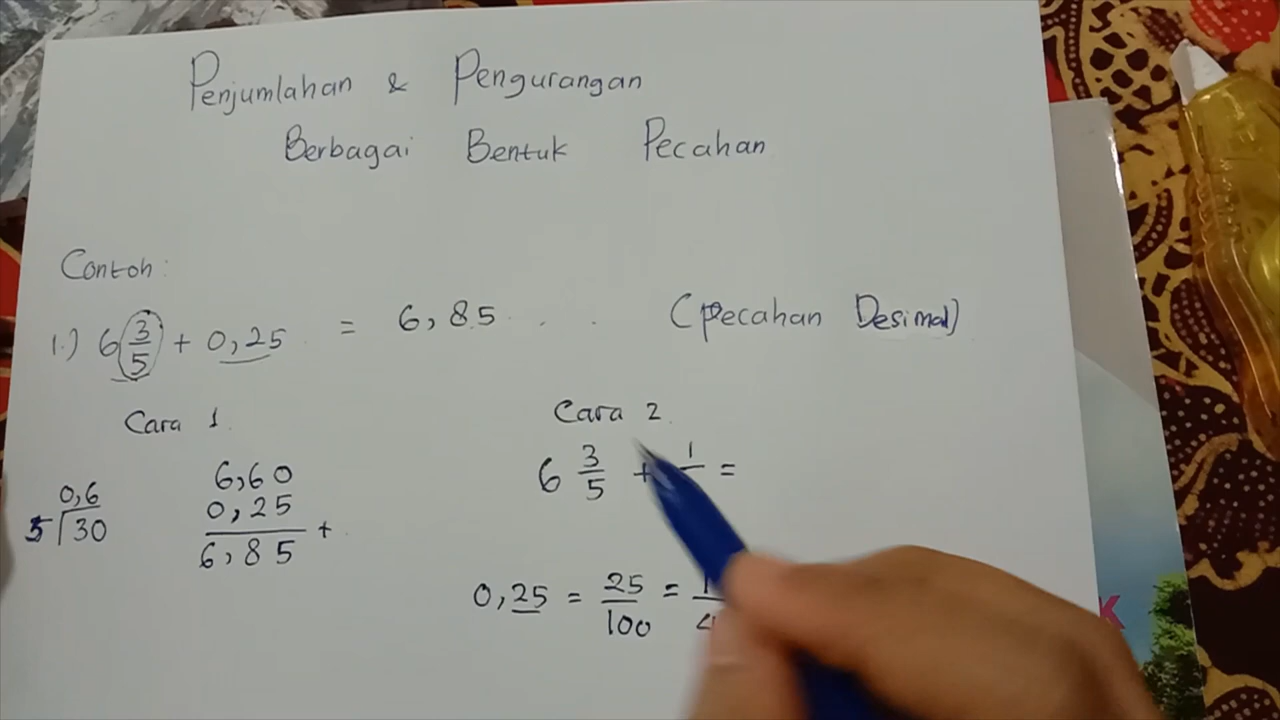 Penjumlahan & Pengurangan
Berbagai Bentuk Pecahan
Contoh:
1.) 6 3/5 + 0,25 = 6,85 . . . (pecahan Desimal)
Cara 1.
0,6
5 30
6,60
0,25
6,85 +
Cara 2.
6 3/5 + 1/ =
0,25 = 25/100 =
K